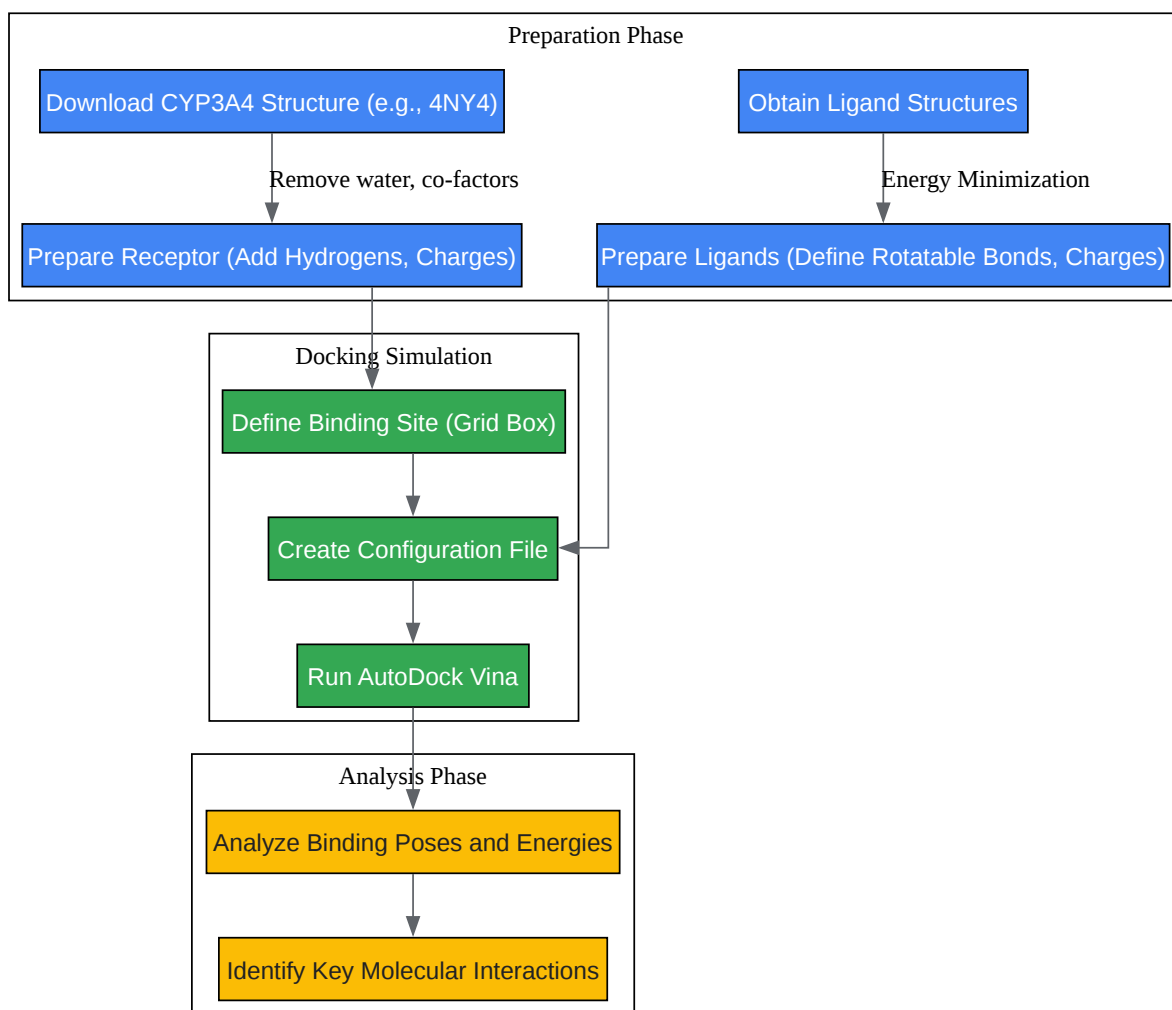 Preparation Phase
Download CYP3A4 Structure (e.g., 4NY4)
Obtain Ligand Structures
Remove water, co-factors
Energy Minimization
Prepare Receptor (Add Hydrogens, Charges)
Prepare Ligands (Define Rotatable Bonds, Charges)
Docking Simulation
Define Binding Site (Grid Box)
Create Configuration File
Run AutoDock Vina
Analysis Phase
Analyze Binding Poses and Energies
Identify Key Molecular Interactions